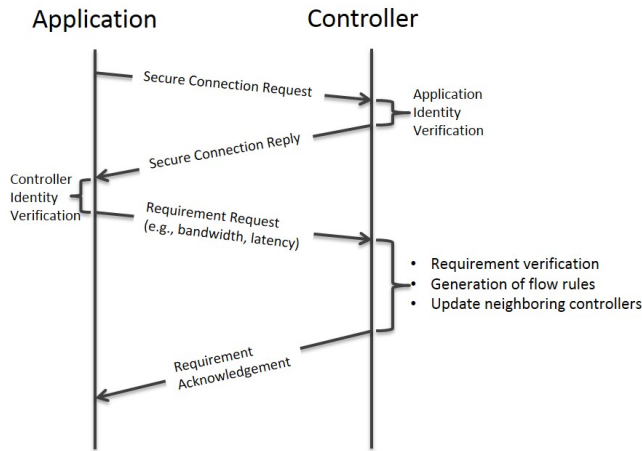 Application
Controller
Secure Connection Request
Application
Identity
Verification
Secure Connection Reply
Controller
Identity
Verification
Requirement Request
(e.g., bandwidth, latency)
• Requirement verification
• Generation of flow rules
• Update neighboring controllers
Requirement
Acknowledgement